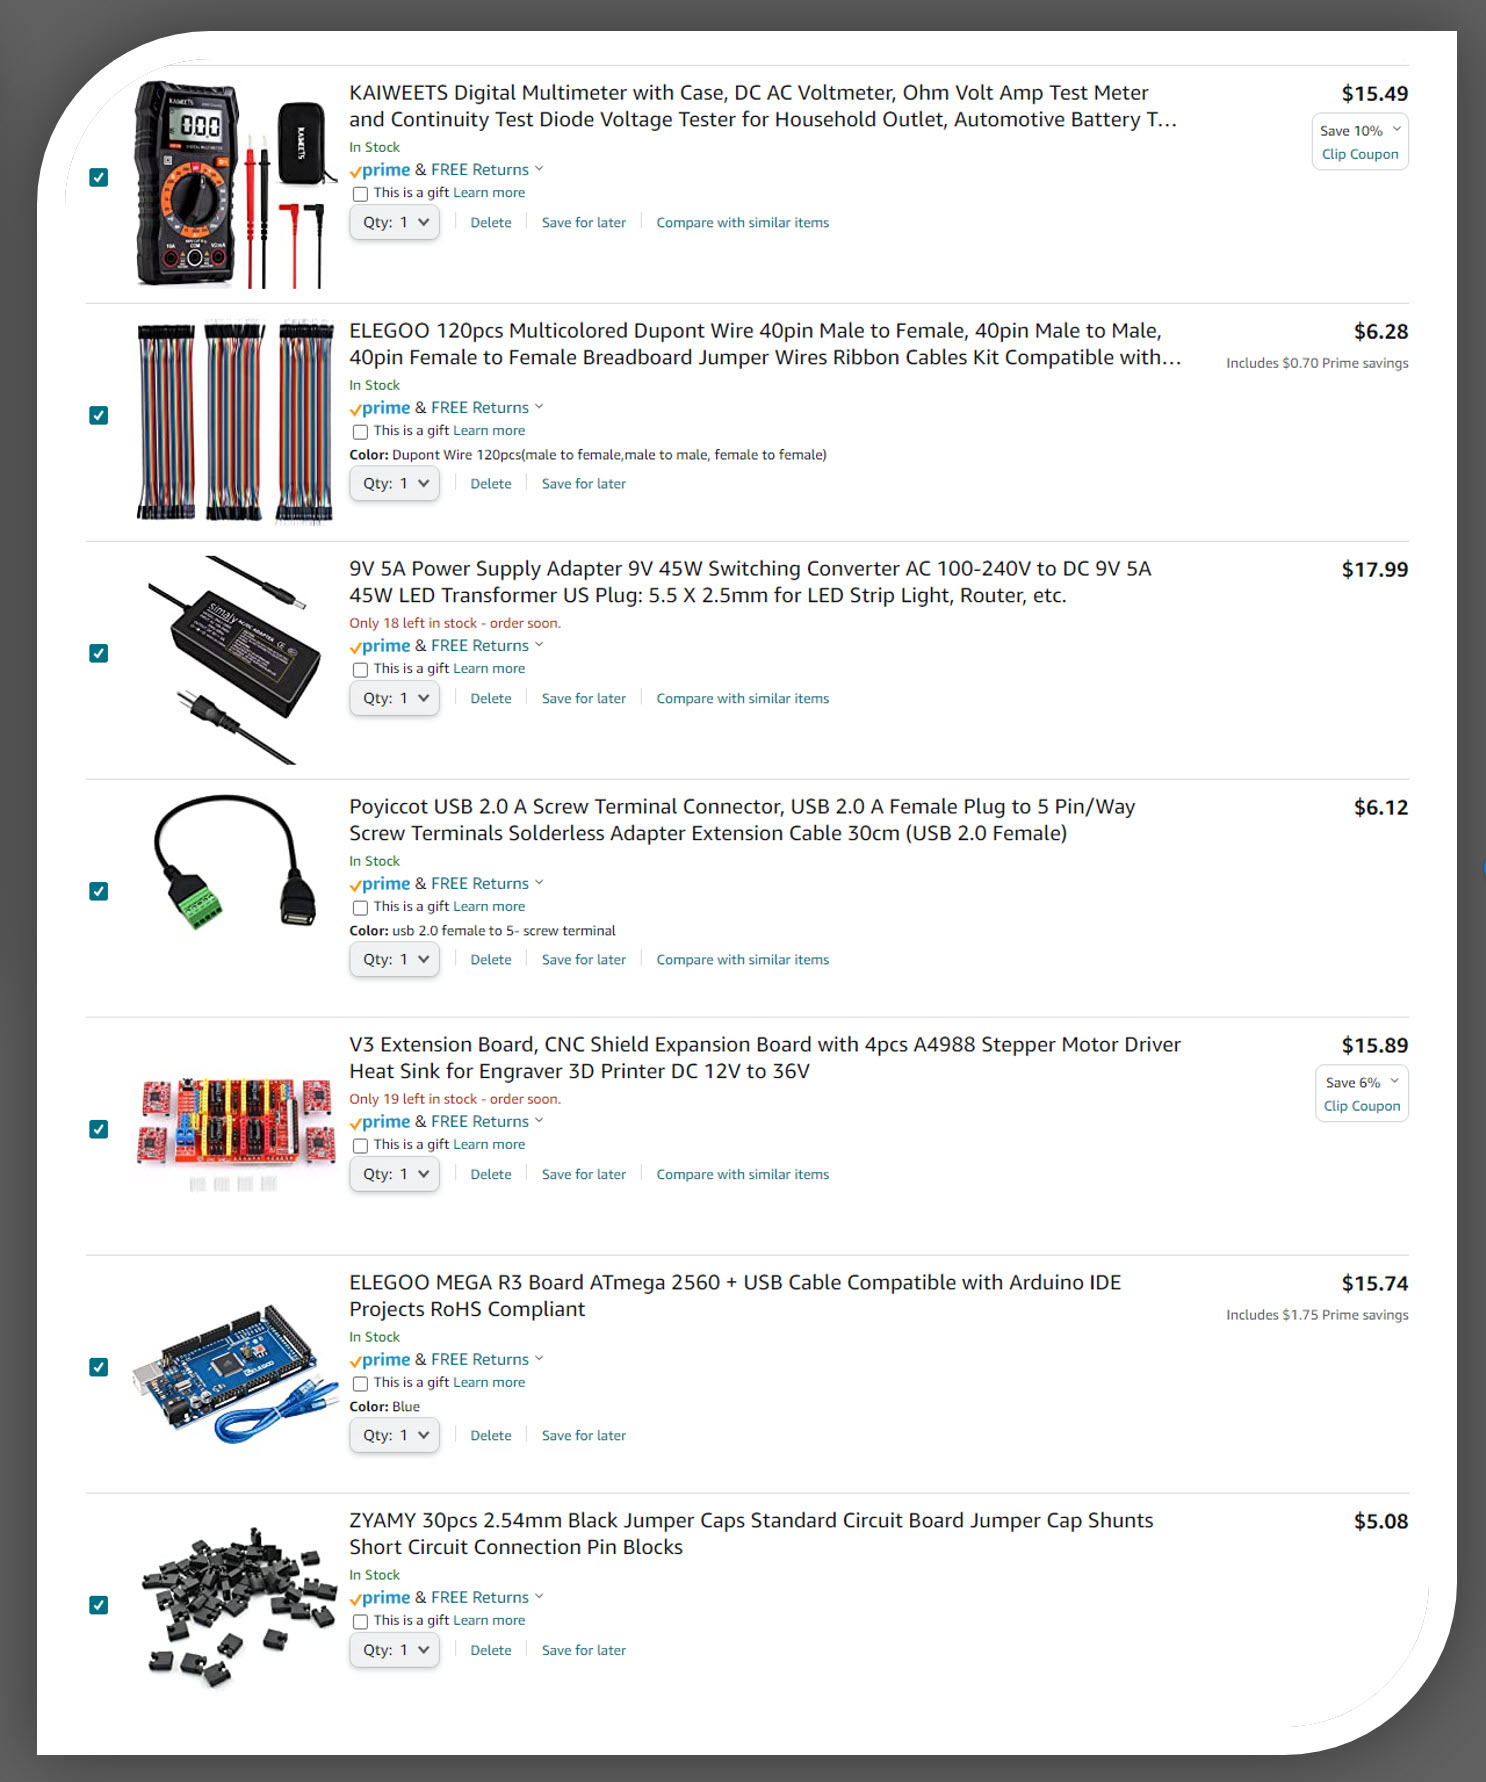 KAIWEETS Digital Multimeter with Case, DC AC Voltmeter, Ohm Volt Amp Test Meter
and Continuity Test Diode Voltage Tester for Household Outlet, Automotive Battery T...
$15.49
Save 10%
Clip Coupon
In Stock
prime & FREE Returns
This is a gift Learn more
Qty: 1 Delete Save for later Compare with similar items
KAIWEETS
000
10A COM
KAIWEETS
ELEGOO 120pcs Multicolored Dupont Wire 40pin Male to Female, 40pin Male to Male,
40pin Female to Female Breadboard Jumper Wires Ribbon Cables Kit Compatible with...
$6.28
Includes $0.70 Prime savings
In Stock
prime & FREE Returns
This is a gift Learn more
Color: Dupont Wire 120pcs(male to female,male to male, female to female)
Qty: 1 Delete Save for later
9V 5A Power Supply Adapter 9V 45W Switching Converter AC 100-240V to DC 9V 5A
45W LED Transformer US Plug: 5.5 X 2.5mm for LED Strip Light, Router, etc.
$17.99
Only 18 left in stock - order soon.
prime & FREE Returns
This is a gift Learn more
Qty: 1 Delete Save for later Compare with similar items
simaly AC/DC ADAPTER
Poyiccot USB 2.0 A Screw Terminal Connector, USB 2.0 A Female Plug to 5 Pin/Way
Screw Terminals Solderless Adapter Extension Cable 30cm (USB 2.0 Female)
$6.12
In Stock
prime & FREE Returns
This is a gift Learn more
Color: usb 2.0 female to 5- screw terminal
Qty: 1 Delete Save for later Compare with similar items
V3 Extension Board, CNC Shield Expansion Board with 4pcs A4988 Stepper Motor Driver
Heat Sink for Engraver 3D Printer DC 12V to 36V
$15.89
Save 6%
Clip Coupon
Only 19 left in stock - order soon.
prime & FREE Returns
This is a gift Learn more
Qty: 1 Delete Save for later Compare with similar items
ELEGOO MEGA R3 Board ATmega 2560 + USB Cable Compatible with Arduino IDE
Projects RoHS Compliant
$15.74
Includes $1.75 Prime savings
In Stock
prime & FREE Returns
This is a gift Learn more
Color: Blue
Qty: 1 Delete Save for later
ELEGOO
ZYAMY 30pcs 2.54mm Black Jumper Caps Standard Circuit Board Jumper Cap Shunts
Short Circuit Connection Pin Blocks
$5.08
In Stock
prime & FREE Returns
This is a gift Learn more
Qty: 1 Delete Save for later